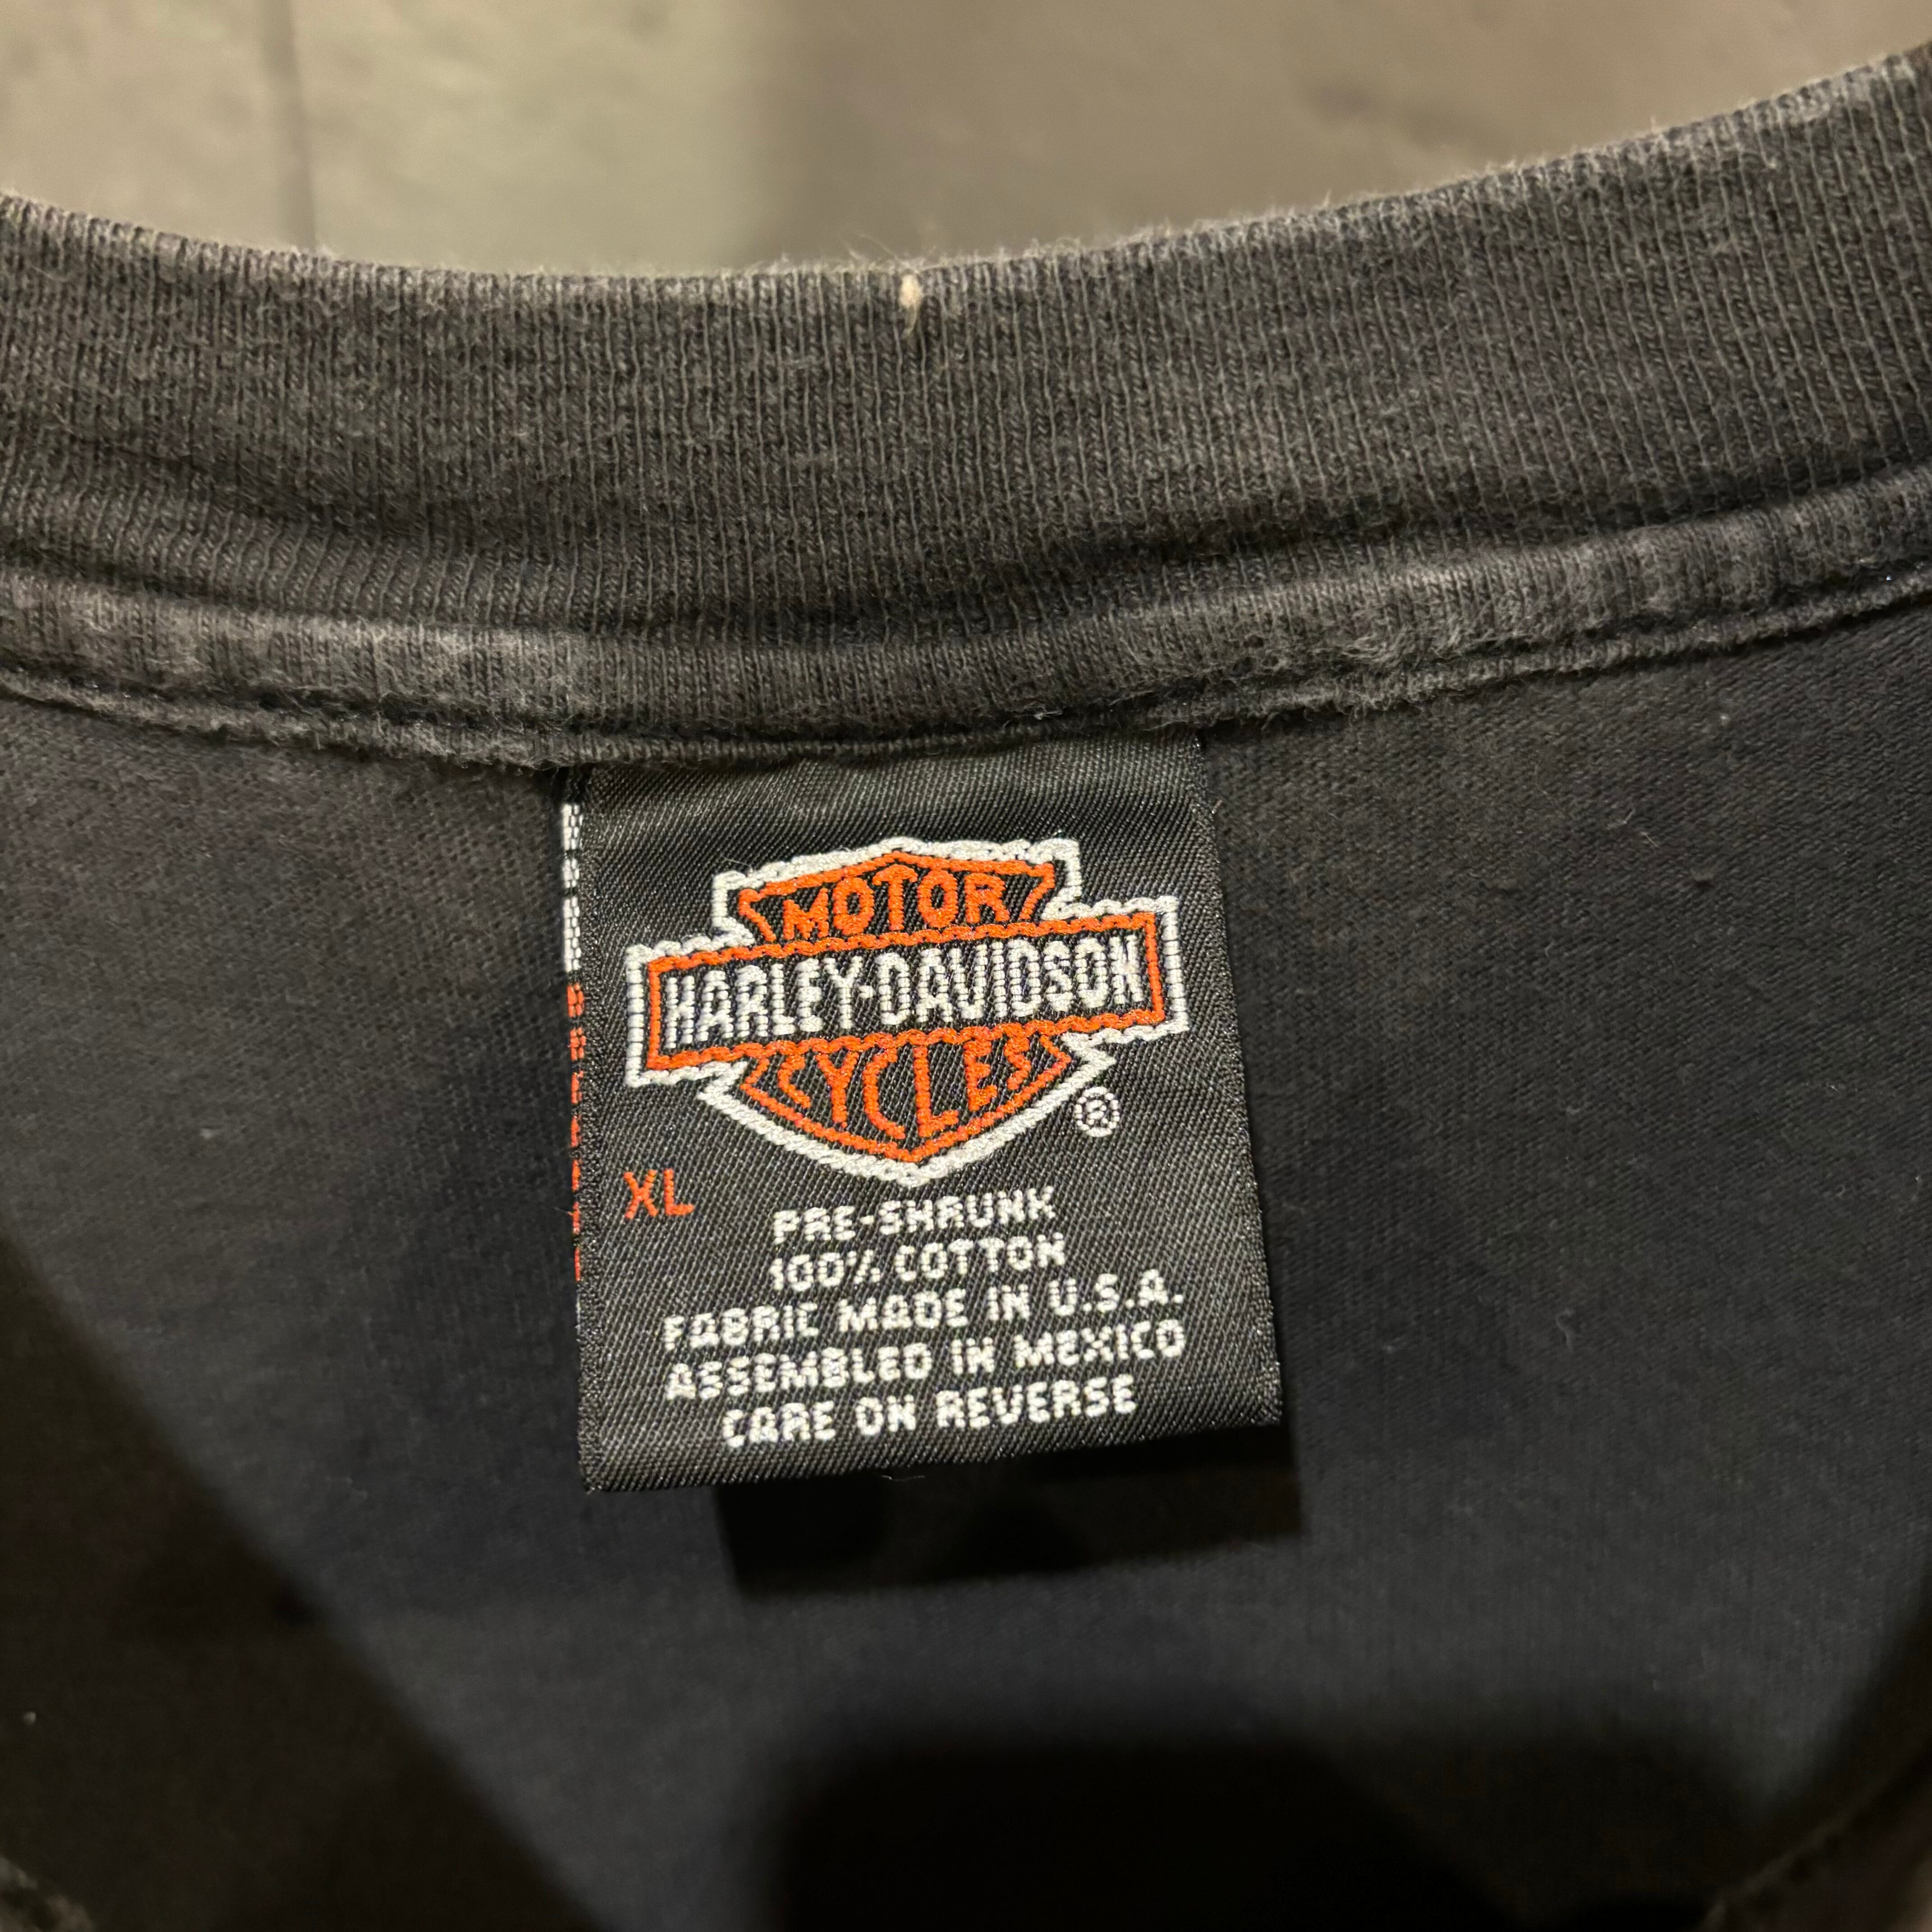 MOTOR
HARLEY-DAVIDSON
CYCLES
®
XL
PRE-SHRUNK
100% COTTON
FABRIC MADE IN U.S.A.
ASSEMBLED IN MEXICO
CARE ON REVERSE